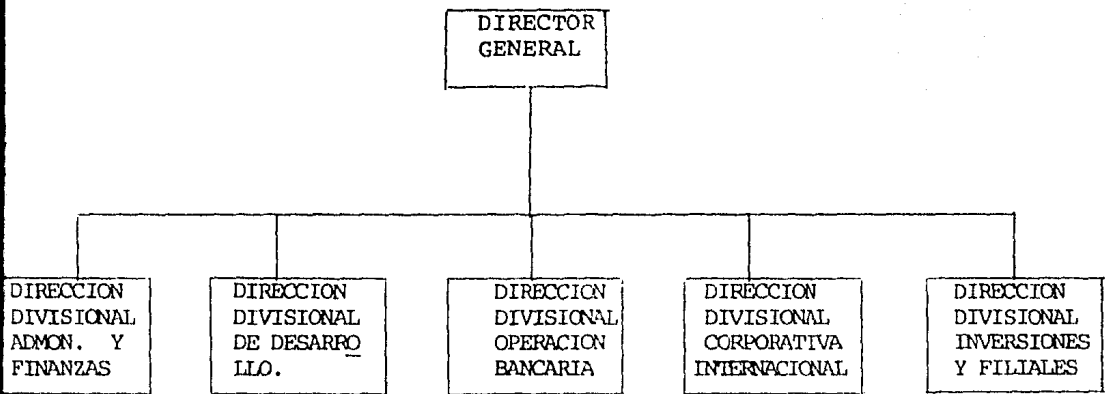 DIRECTOR
GENERAL
DIRECCION
DIVISIONAL
ADMON. Y
FINANZAS
DIRECCION
DIVISIONAL
DE DESARRO
LLO.
DIRECCION
DIVISIONAL
OPERACION
BANCARIA
DIRECCION
DIVISIONAL
CORPORATIVA
INTERNACIONAL
DIRECCION
DIVISIONAL
INVERSIONES
Y FILIALES